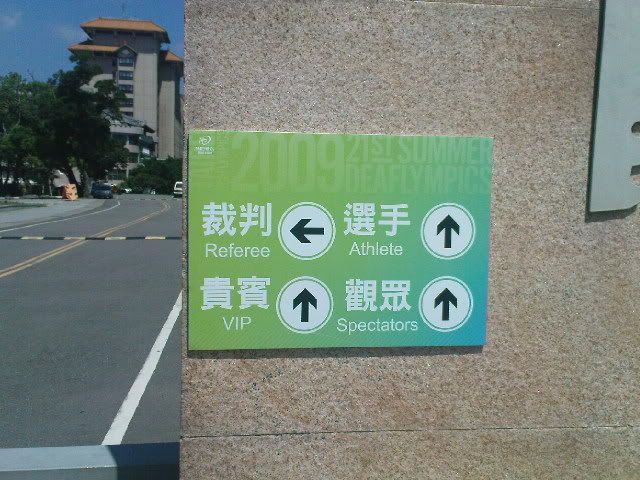 2009 21ST SUMMER
DEAFLYMPICS
裁判 選手
Referee Athlete
貴賓 觀眾
VIP Spectators